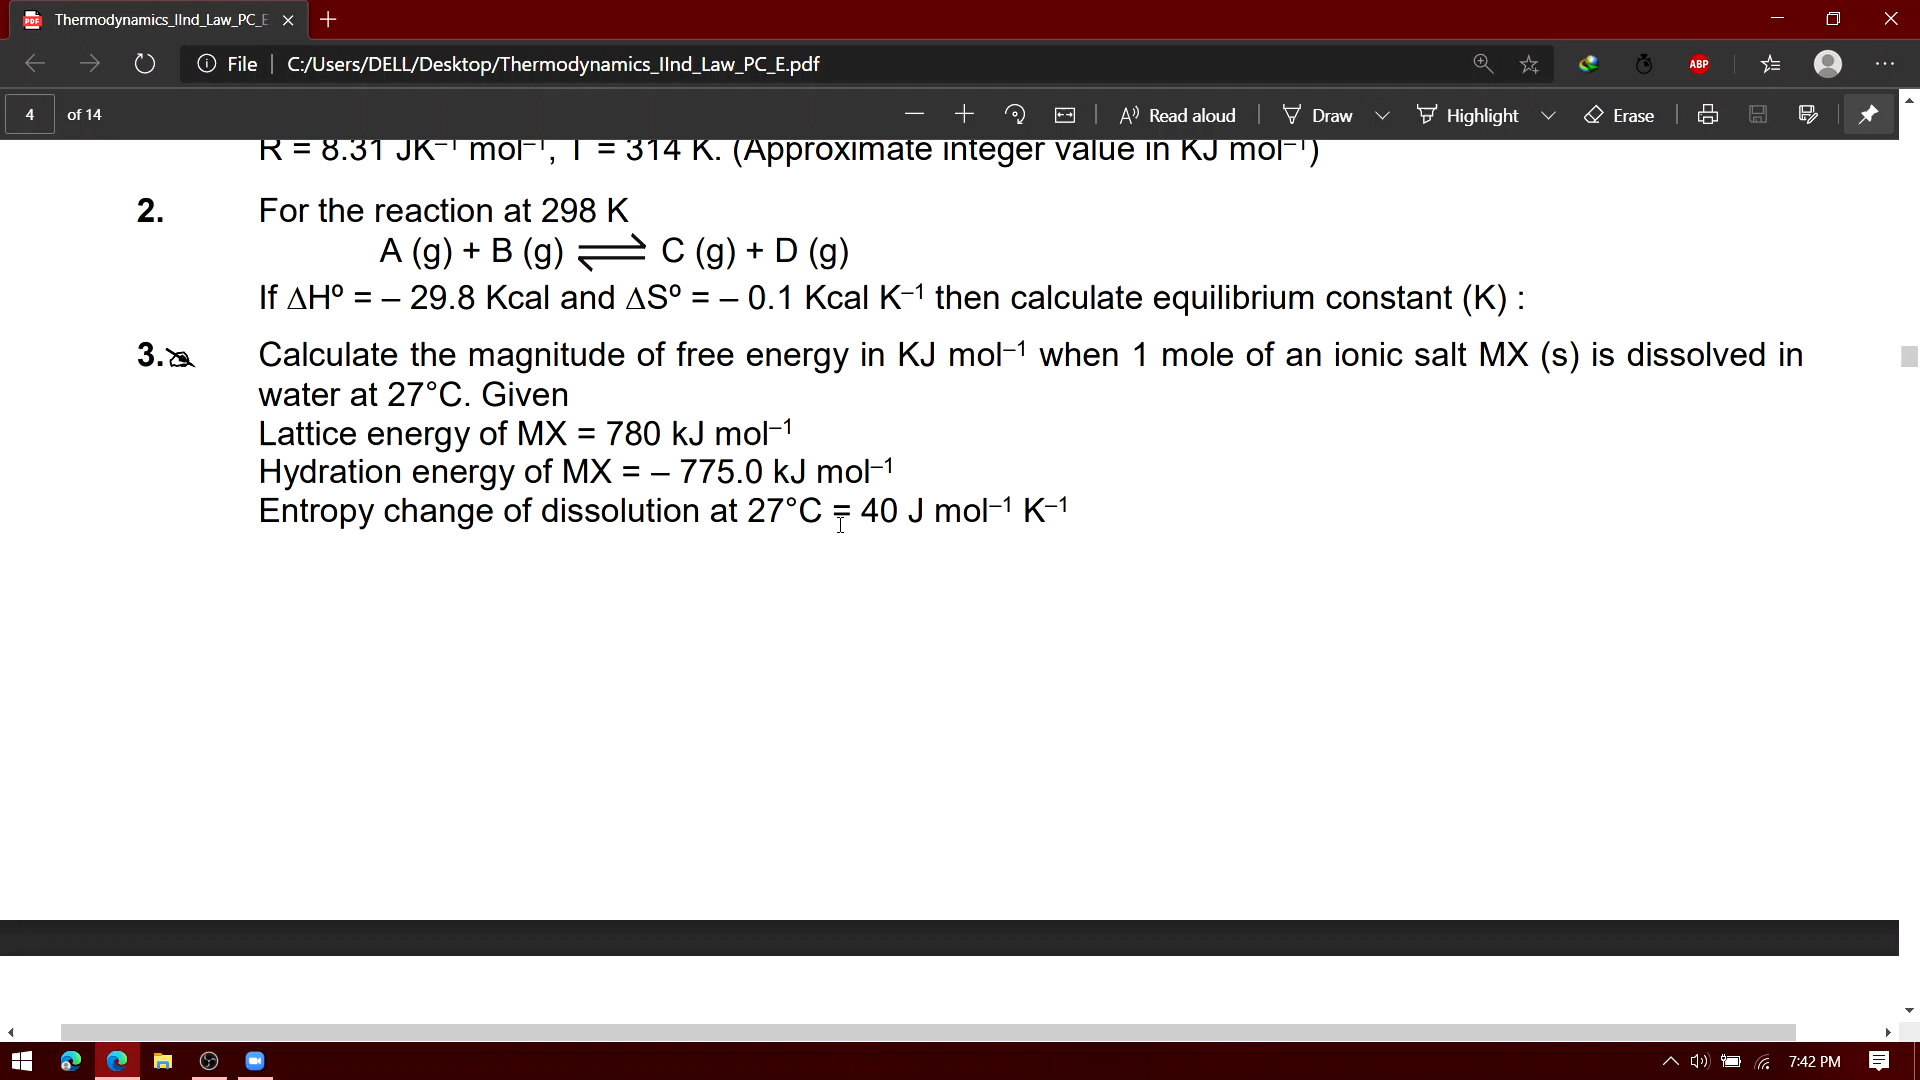 Thermodynamics_IInd_Law_PC_E
File
C:/Users/DELL/Desktop/Thermodynamics_IInd_Law_PC_E.pdf
ABP
4 of 14
Read aloud
Draw
Highlight
Erase
R = 8.31 JK–1 mol–1, T = 314 K. (Approximate integer value in KJ mol–1)
2. For the reaction at 298 K
A (g) + B (g) ⇌ C (g) + D (g)
If ΔHº = – 29.8 Kcal and ΔSº = – 0.1 Kcal K–1 then calculate equilibrium constant (K) :
3. Calculate the magnitude of free energy in KJ mol–1 when 1 mole of an ionic salt MX (s) is dissolved in
water at 27°C. Given
Lattice energy of MX = 780 kJ mol–1
Hydration energy of MX = – 775.0 kJ mol–1
Entropy change of dissolution at 27°C = 40 J mol–1 K–1
7:42 PM